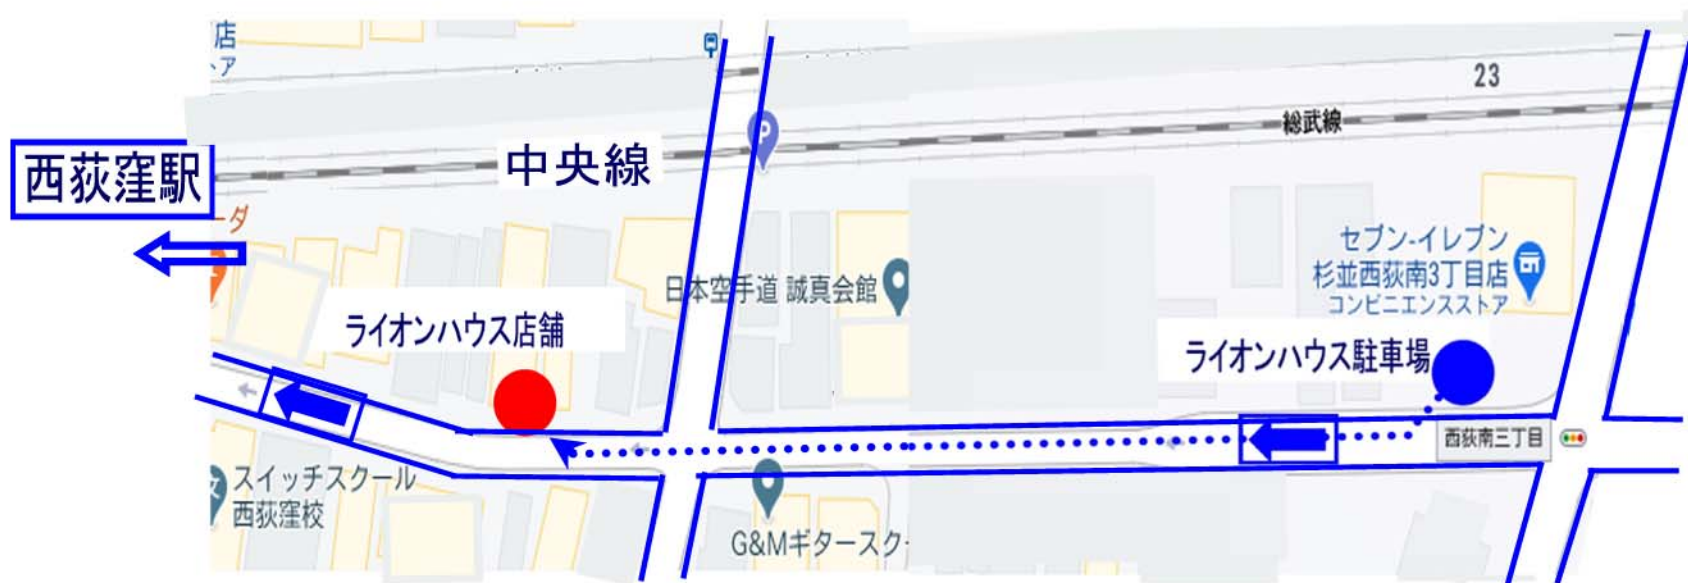 店
トア
23
総武線
中央線
西荻窪駅
ーダ
セブン-イレブン
杉並西荻南3丁目店
コンビニエンスストア
日本空手道 誠真会館
ライオンハウス店舗
ライオンハウス駐車場
西荻南三丁目
スイッチスクール
西荻窪校
G&Mギタースク